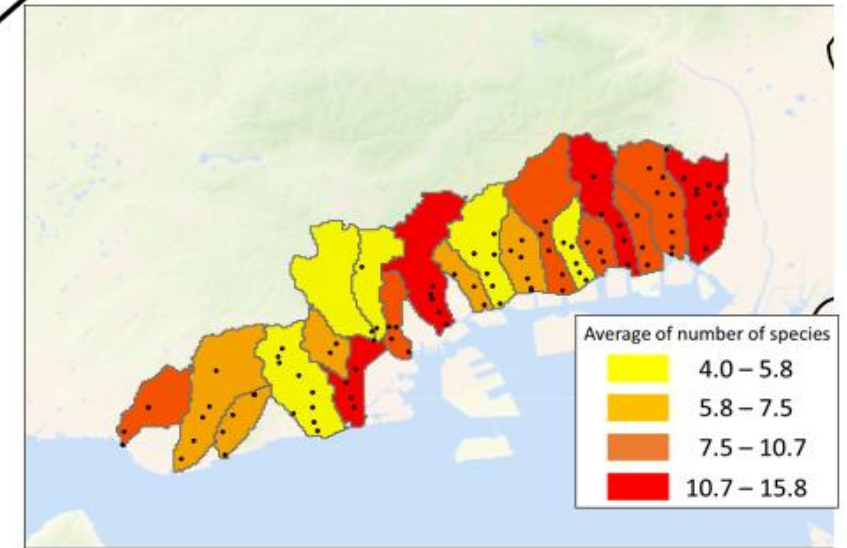 Average of number of species
4.0 – 5.8
5.8 – 7.5
7.5 – 10.7
10.7 – 15.8